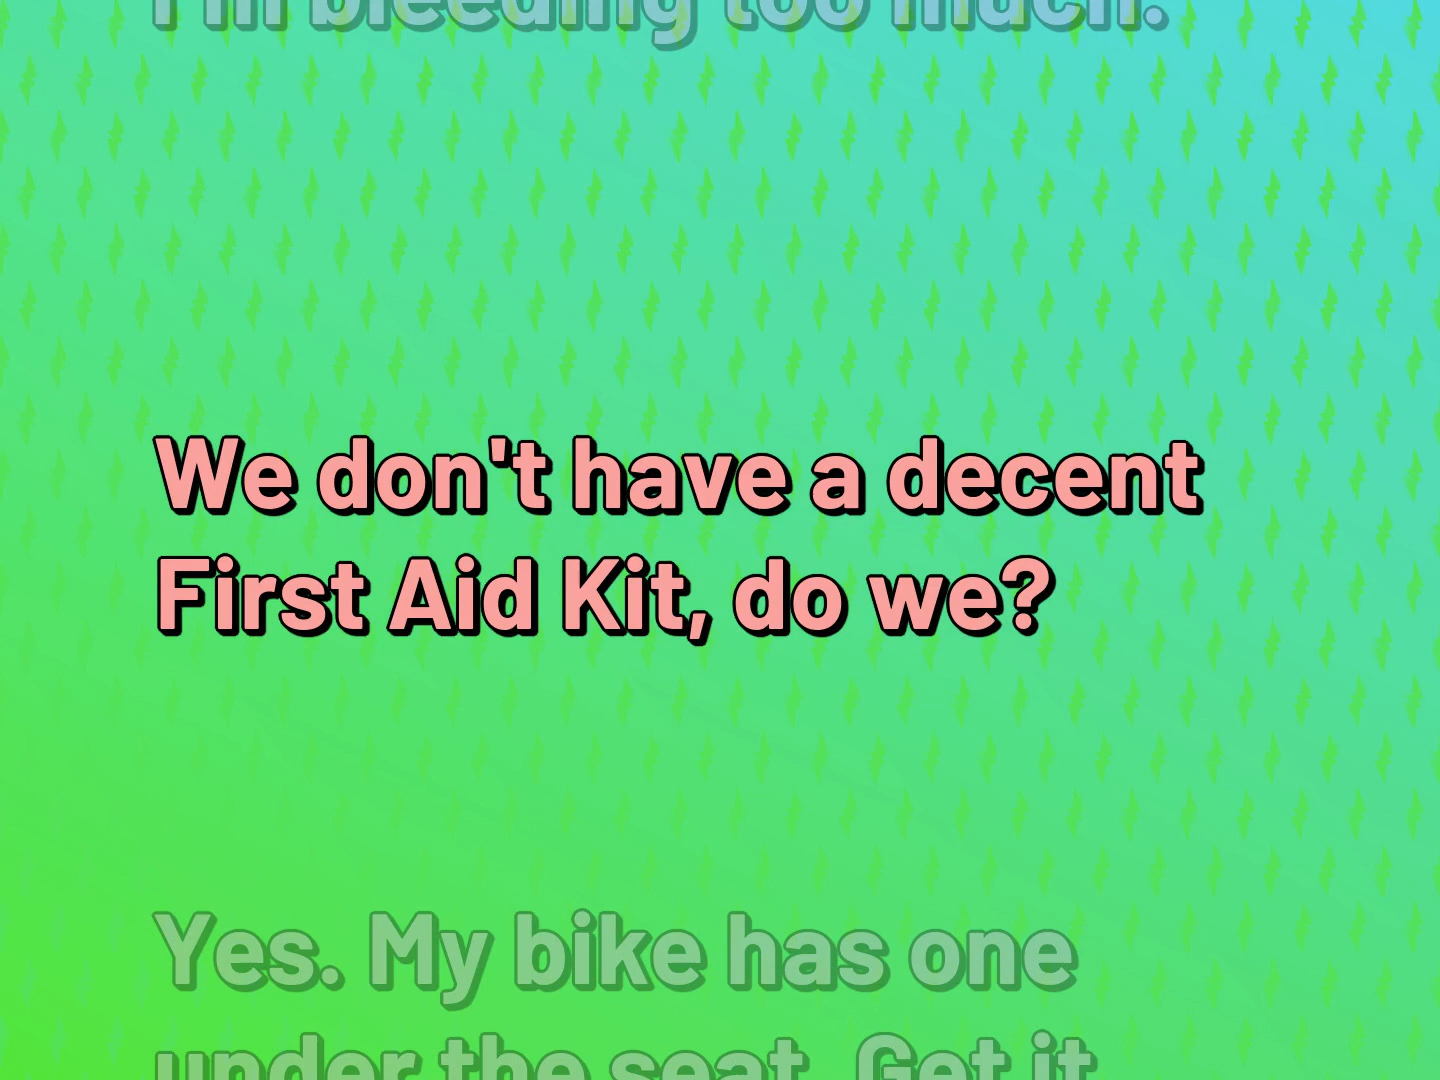 I'm bleeding too much.
We don't have a decent
First Aid Kit, do we?
Yes. My bike has one
under the seat. Get it